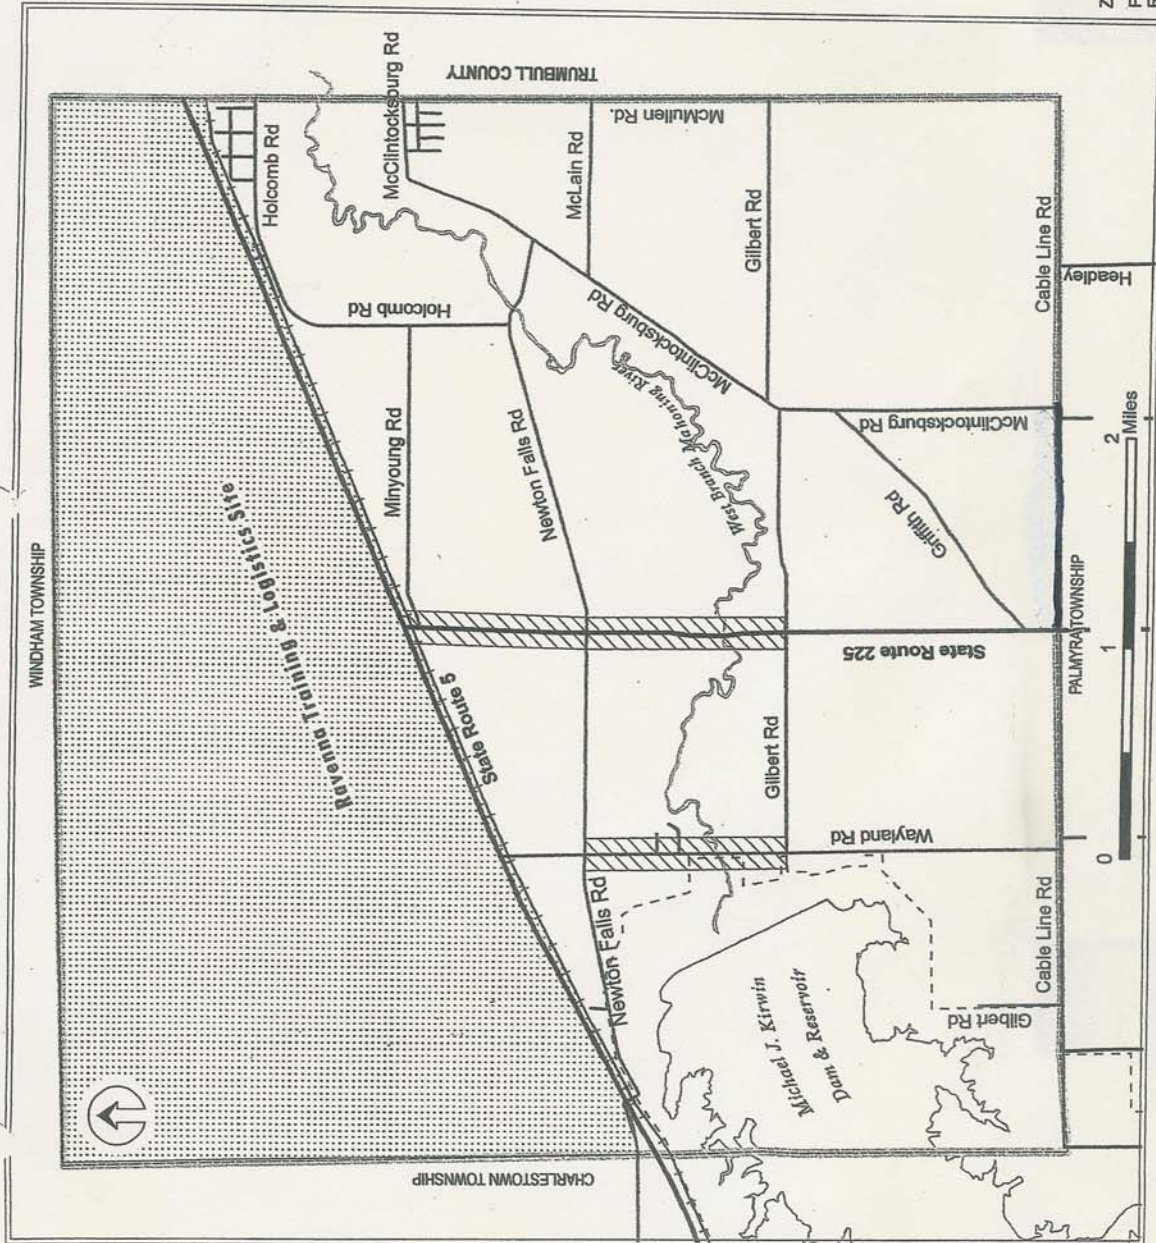 WINDHAM TOWNSHIP
TRUMBULL COUNTY
CHARLESTOWN TOWNSHIP
PALMYRA TOWNSHIP
Ravenna Training & Logistics Site
State Route 5
Holcomb Rd
McClintocksburg Rd
Holcomb Rd
Minyoung Rd
McLain Rd
McMullen Rd.
Newton Falls Rd
McClintocksburg Rd
West Branch Mahoning River
Gilbert Rd
Newton Falls Rd
Gilbert Rd
McClintocksburg Rd
Griffith Rd
State Route 225
Wayland Rd
Michael J. Kirwin
Dam & Reservoir
Gilbert Rd
Cable Line Rd
Cable Line Rd
Headley
0 1 2 Miles